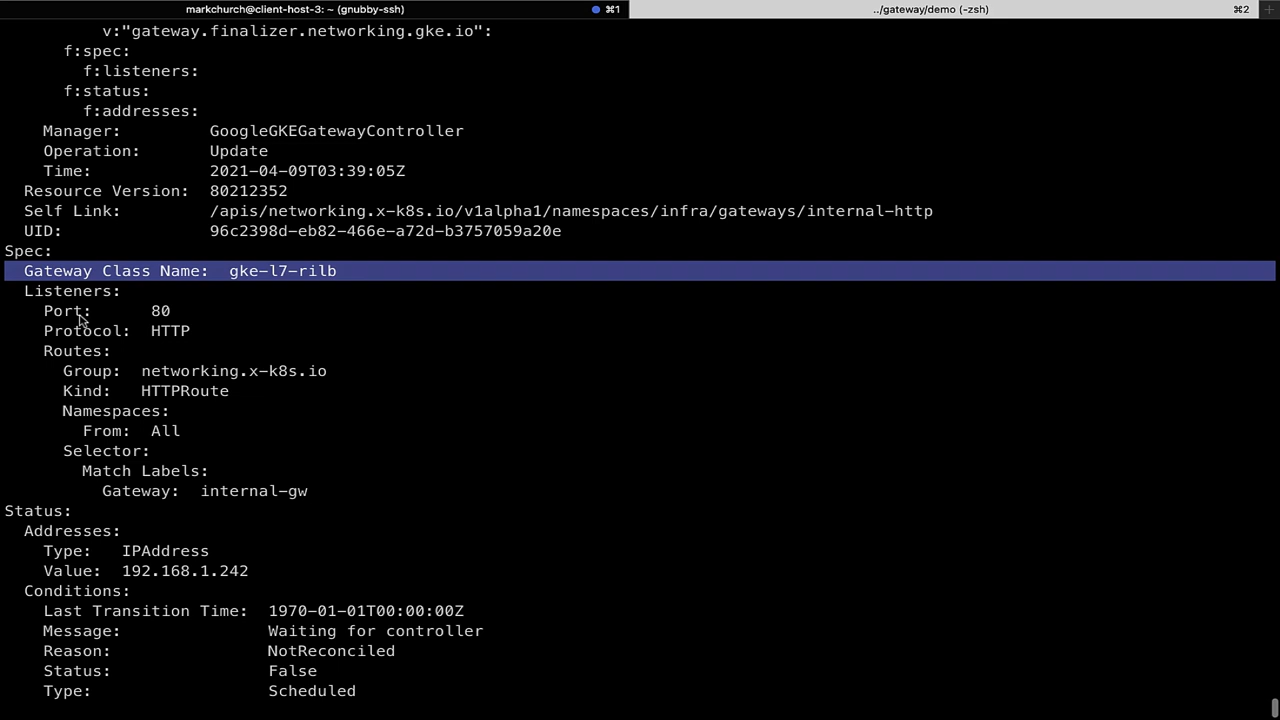 markchurch@client-host-3: ~ (gnubby-ssh) ⌘1 ../gateway/demo (-zsh) ⌘2 +
v:"gateway.finalizer.networking.gke.io":
f:spec:
f:listeners:
f:status:
f:addresses:
Manager: GoogleGKEGatewayController
Operation: Update
Time: 2021-04-09T03:39:05Z
Resource Version: 80212352
Self Link: /apis/networking.x-k8s.io/v1alpha1/namespaces/infra/gateways/internal-http
UID: 96c2398d-eb82-466e-a72d-b3757059a20e
Spec:
Gateway Class Name: gke-l7-rilb
Listeners:
Port: 80
Protocol: HTTP
Routes:
Group: networking.x-k8s.io
Kind: HTTPRoute
Namespaces:
From: All
Selector:
Match Labels:
Gateway: internal-gw
Status:
Addresses:
Type: IPAddress
Value: 192.168.1.242
Conditions:
Last Transition Time: 1970-01-01T00:00:00Z
Message: Waiting for controller
Reason: NotReconciled
Status: False
Type: Scheduled